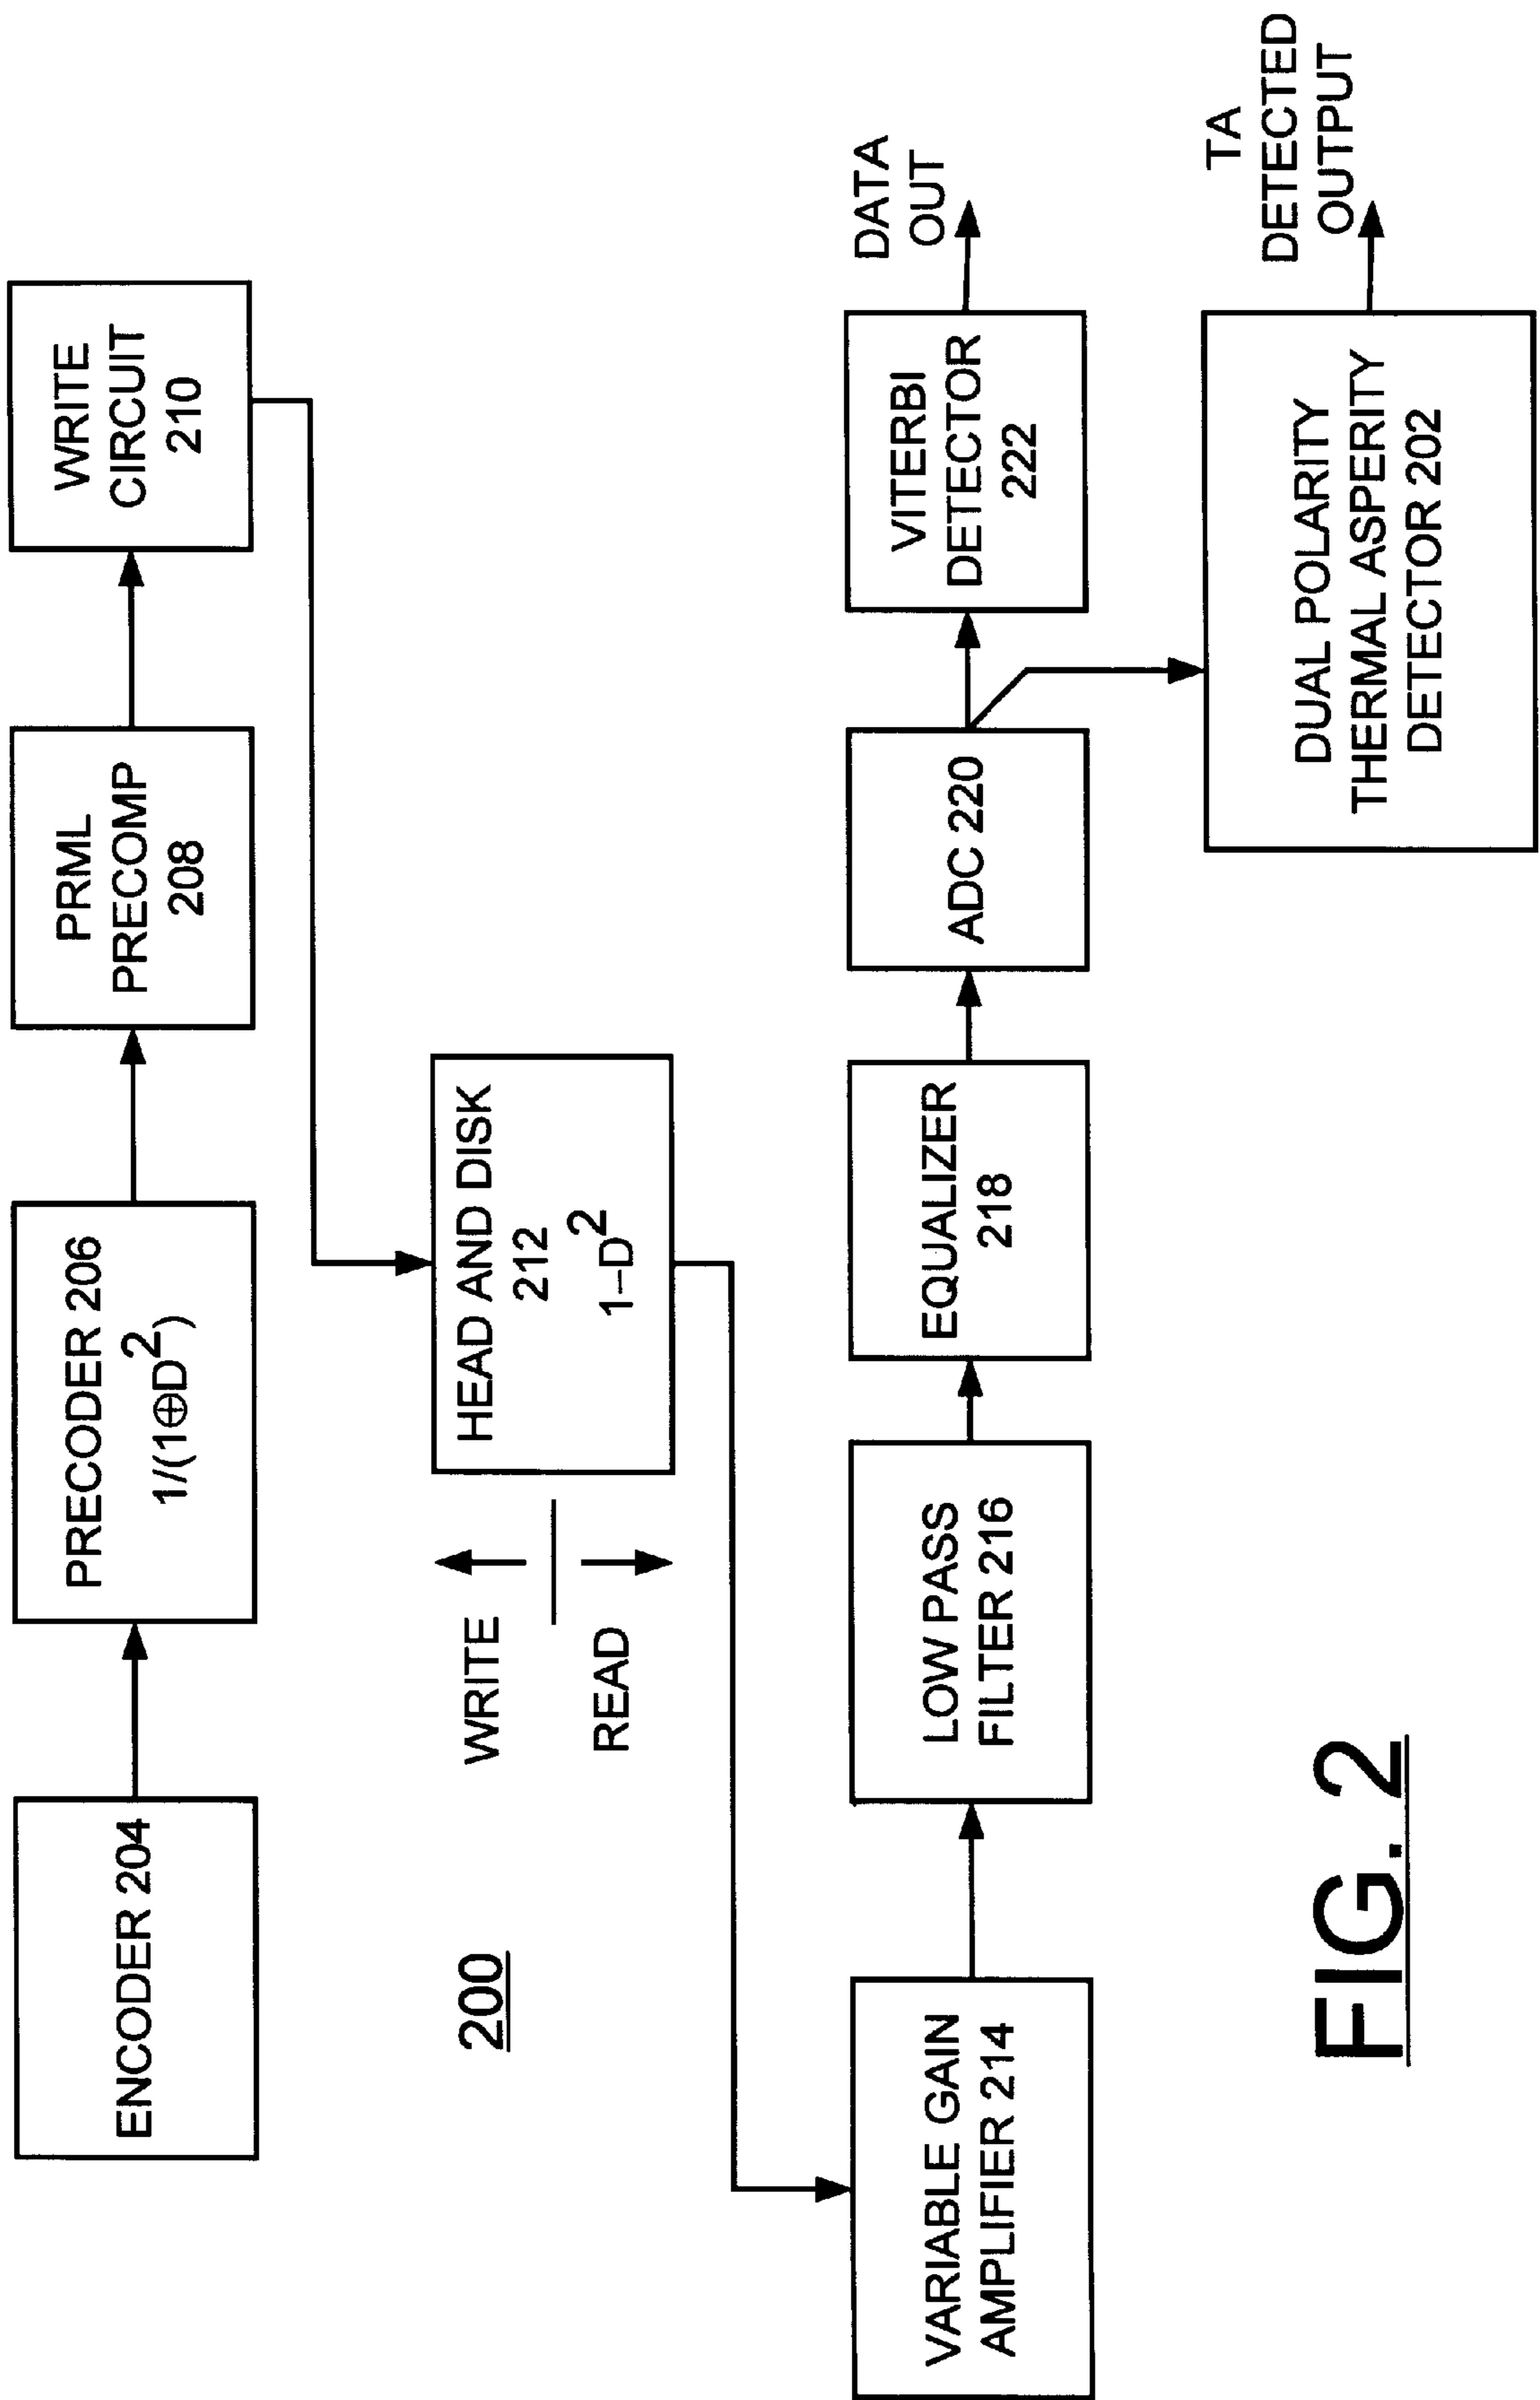 ENCODER 204
PRECODER 206
1/(1⊕D²)
PRML
PRECOMP
208
WRITE
CIRCUIT
210
200
WRITE
READ
HEAD AND DISK
212
1–D²
VARIABLE GAIN
AMPLIFIER 214
LOW PASS
FILTER 216
EQUALIZER
218
ADC 220
VITERBI
DETECTOR
222
DATA
OUT
DUAL POLARITY
THERMAL ASPERITY
DETECTOR 202
TA
DETECTED
OUTPUT
FIG. 2